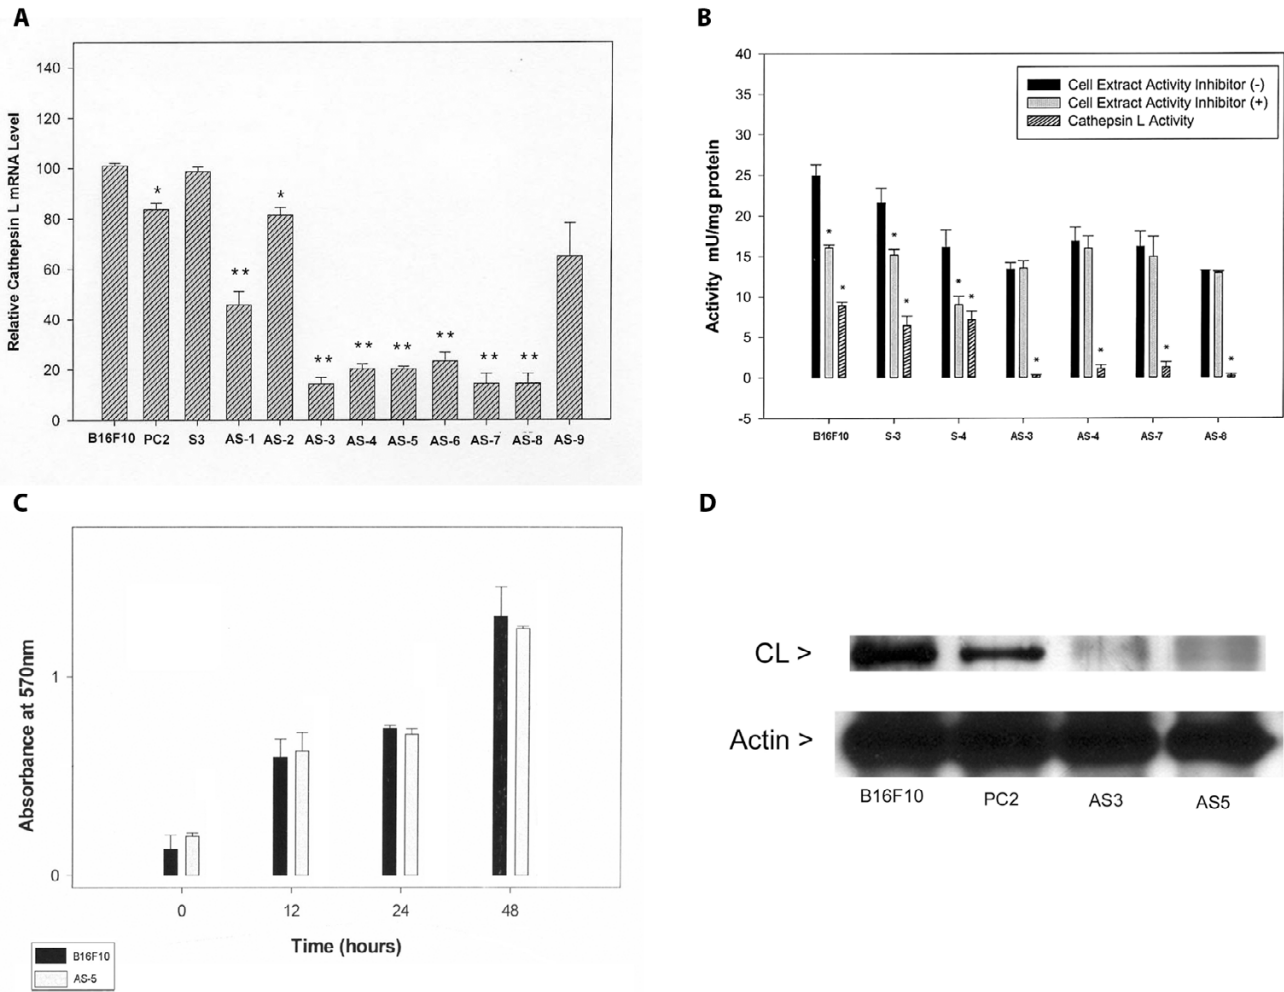 A
Relative Cathepsin L mRNA Level
140
120
100
80
60
40
20
0
*
**
*
**
**
**
**
**
**
B16F10 PC2 S3 AS-1 AS-2 AS-3 AS-4 AS-5 AS-6 AS-7 AS-8 AS-9
B
Activity mU/mg protein
40
35
30
25
20
15
10
5
0
-5
Cell Extract Activity Inhibitor (-)
Cell Extract Activity Inhibitor (+)
Cathepsin L Activity
* * * * * * * * * *
B16F10 S-3 S-4 AS-3 AS-4 AS-7 AS-8
C
Absorbance at 570nm
1
0
0 12 24 48
Time (hours)
B16F10
AS-5
D
CL >
Actin >
B16F10 PC2 AS3 AS5